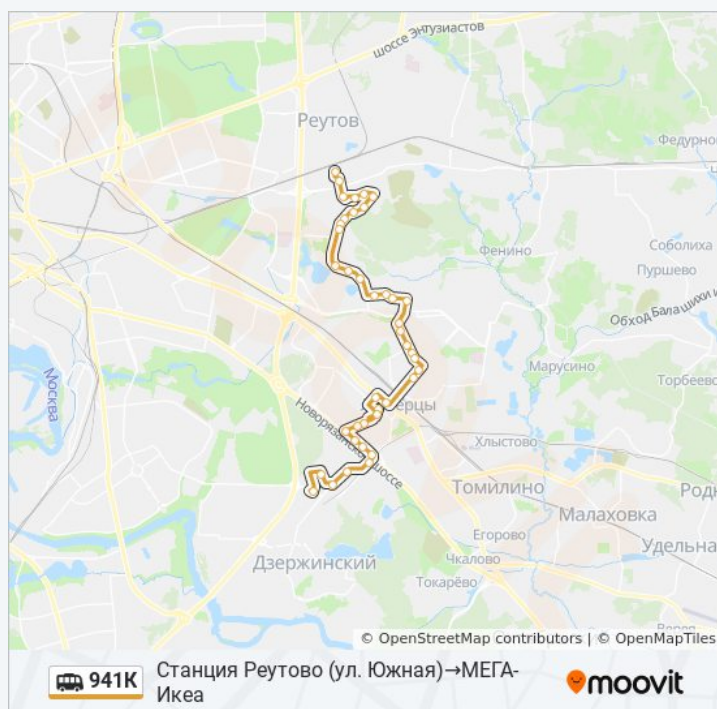 шоссе Энтузиастов
Реутов
Федурно
Фенино
Соболиха
Пуршево
Обход Балашихи и
Москва
Марусино
Торбеев
ерцы
Новорязанское шоссе
Хлыстово
Томилино
Родн
Малаховка
Егорово
Удельна
Дзержинский
Чкалово
Токарёво
© OpenStreetMap contributors | © OpenMapTiles
941К
Станция Реутово (ул. Южная)→МЕГА-
Икеа
moovit